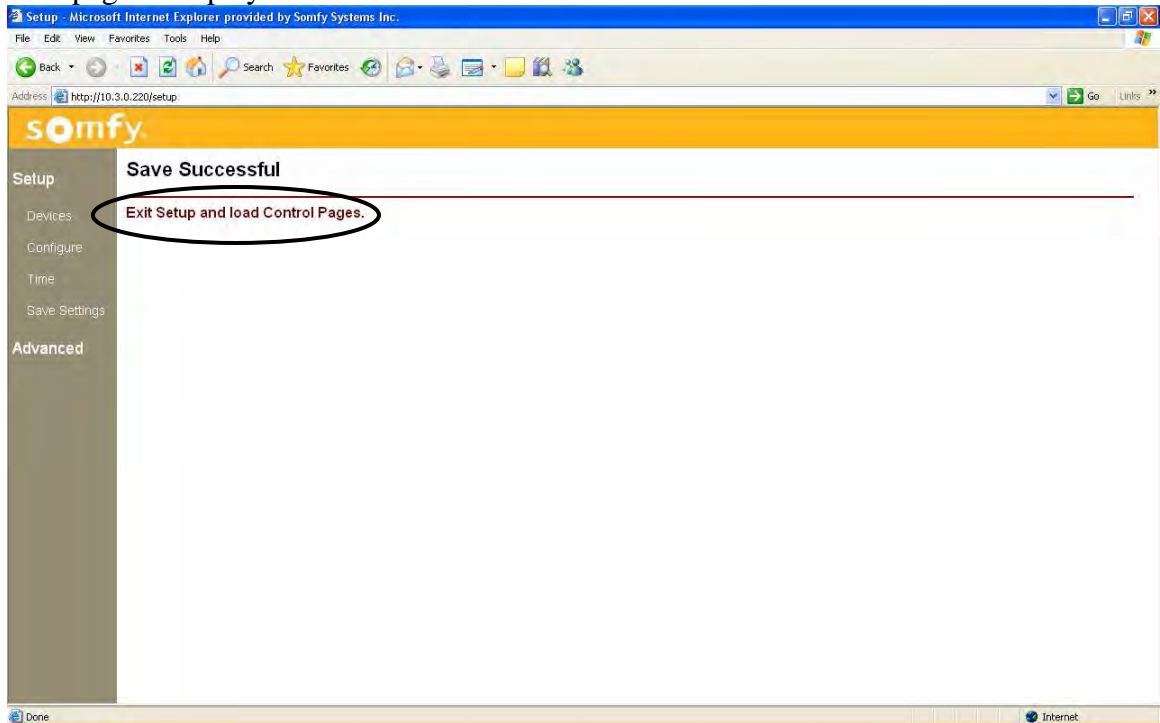 Setup - Microsoft Internet Explorer provided by Somfy Systems Inc.
File Edit View Favorites Tools Help
Back Search Favorites
Address http://10.3.0.220/setup Go Links »
somfy.
Setup
Save Successful
Devices
Exit Setup and load Control Pages.
Configure
Time
Save Settings
Advanced
Done Internet